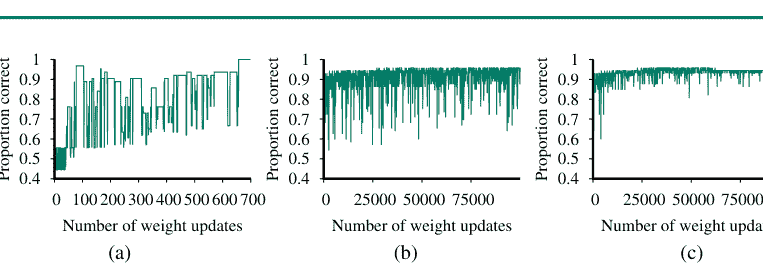 Proportion correct
1
0.9
0.8
0.7
0.6
0.5
0.4
0 100 200 300 400 500 600 700
Number of weight updates
(a)
Proportion correct
1
0.9
0.8
0.7
0.6
0.5
0.4
0 25000 50000 75000
Number of weight updates
(b)
Proportion correct
1
0.9
0.8
0.7
0.6
0.5
0.4
0 25000 50000 75000
Number of weight upda
(c)